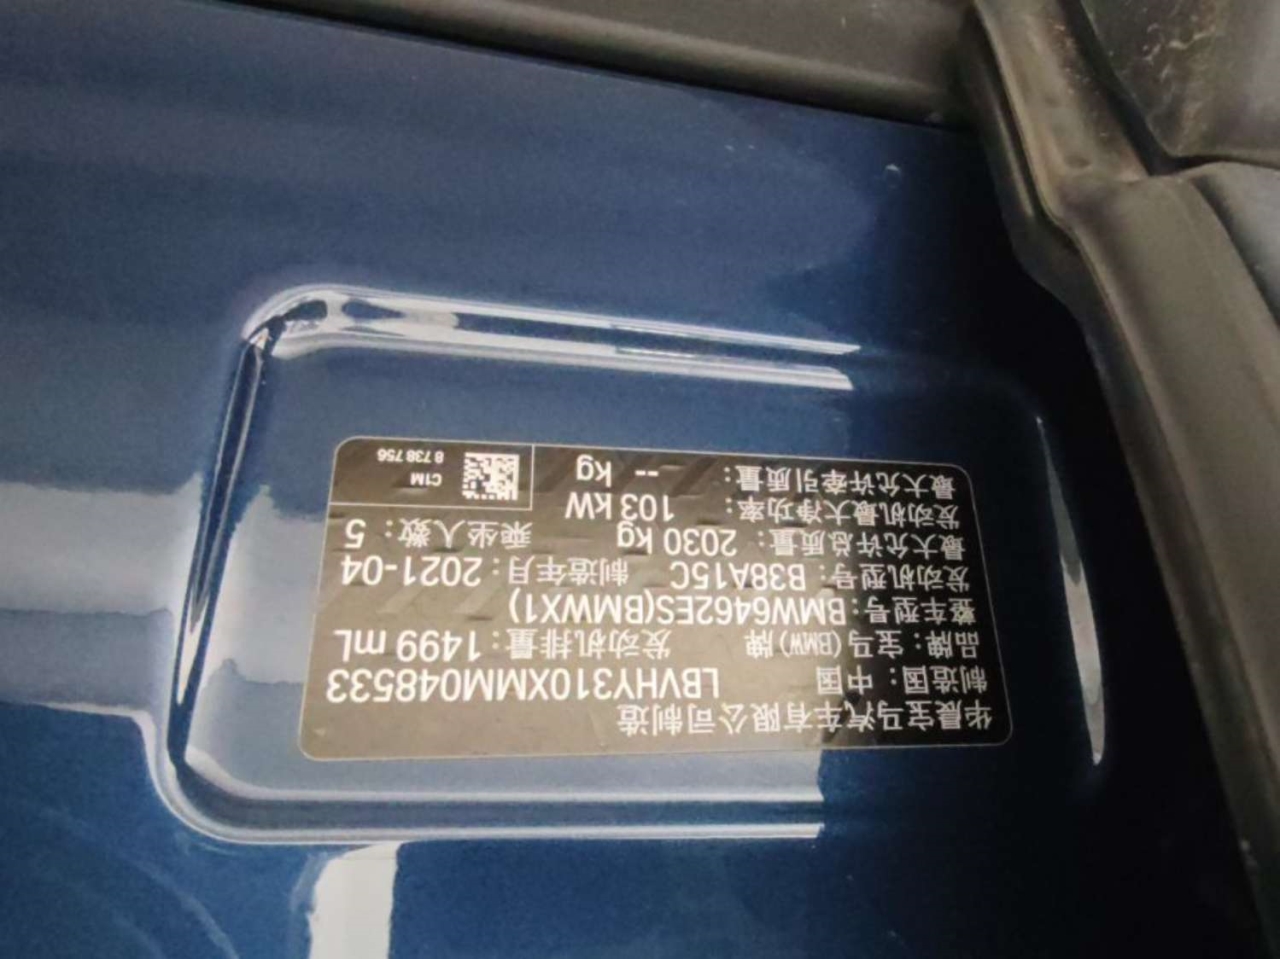 华晨宝马汽车有限公司制造
制造国：中国 LBVHY310XMM048533
品牌：宝马(BMW)牌 发动机排量：1499 mL
整车型号：BMW6462ES(BMWX1)
发动机型号：B38A15C 制造年月：2021-04
最大允许总质量：2030 kg 乘坐人数：5
发动机最大净功率：103 kW
最大允许牵引质量：-- kg
C1M
8 738 756